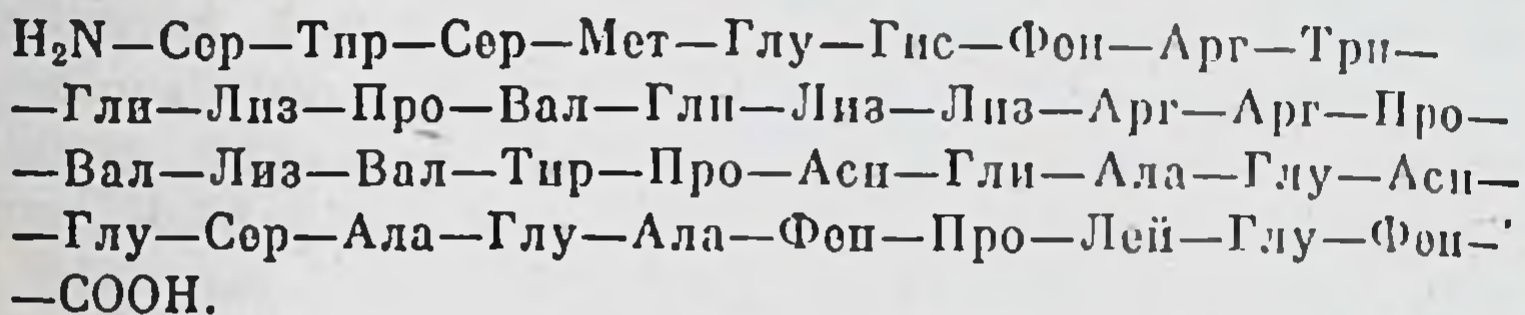 H₂N—Сер—Тир—Сер—Мет—Глу—Гис—Фен—Арг—Три—
—Гли—Лиз—Про—Вал—Гли—Лиз—Лиз—Арг—Арг—Про—
—Вал—Лиз—Вал—Тир—Про—Асп—Гли—Ала—Глу—Асп—
—Глу—Сер—Ала—Глу—Ала—Фен—Про—Лей—Глу—Фен—
—COOH.